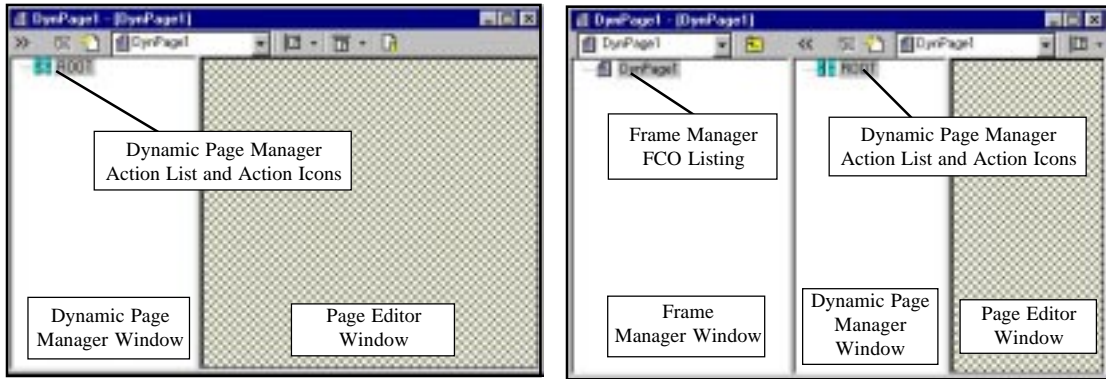 DynPage1 - [DynPage1]
DynPage1
ROOT
Dynamic Page Manager
Action List and Action Icons
Dynamic Page
Manager Window
Page Editor
Window
DynPage1 - [DynPage1]
DynPage1
DynPage1
DynPage1
ROOT
Frame Manager
FCO Listing
Dynamic Page Manager
Action List and Action Icons
Frame
Manager Window
Dynamic Page
Manager
Window
Page Editor
Window